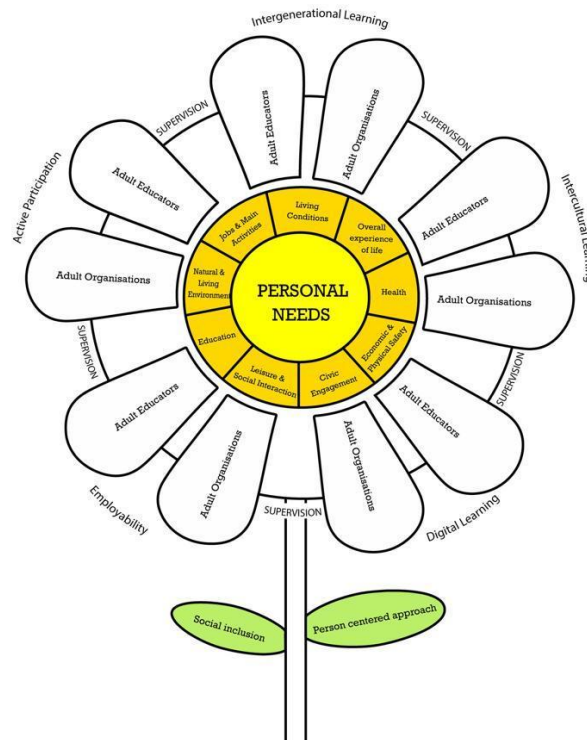 Intergenerational Learning
SUPERVISION
Adult Educators
Adult Organisations
SUPERVISION
Active Participation
Adult Educators
Adult Educators
Intercultural Learning
Jobs & Main
Activities
Living
Conditions
Overall
experience
of life
Adult Organisations
Natural &
Living
Environment
PERSONAL
NEEDS
Health
Adult Organisations
SUPERVISION
Education
Economic &
Physical Safety
SUPERVISION
Leisure &
Social Interaction
Civic
Engagement
Adult Educators
Adult Educators
Adult Organisations
Adult Organisations
Employability
SUPERVISION
Digital Learning
Social inclusion
Person centered approach